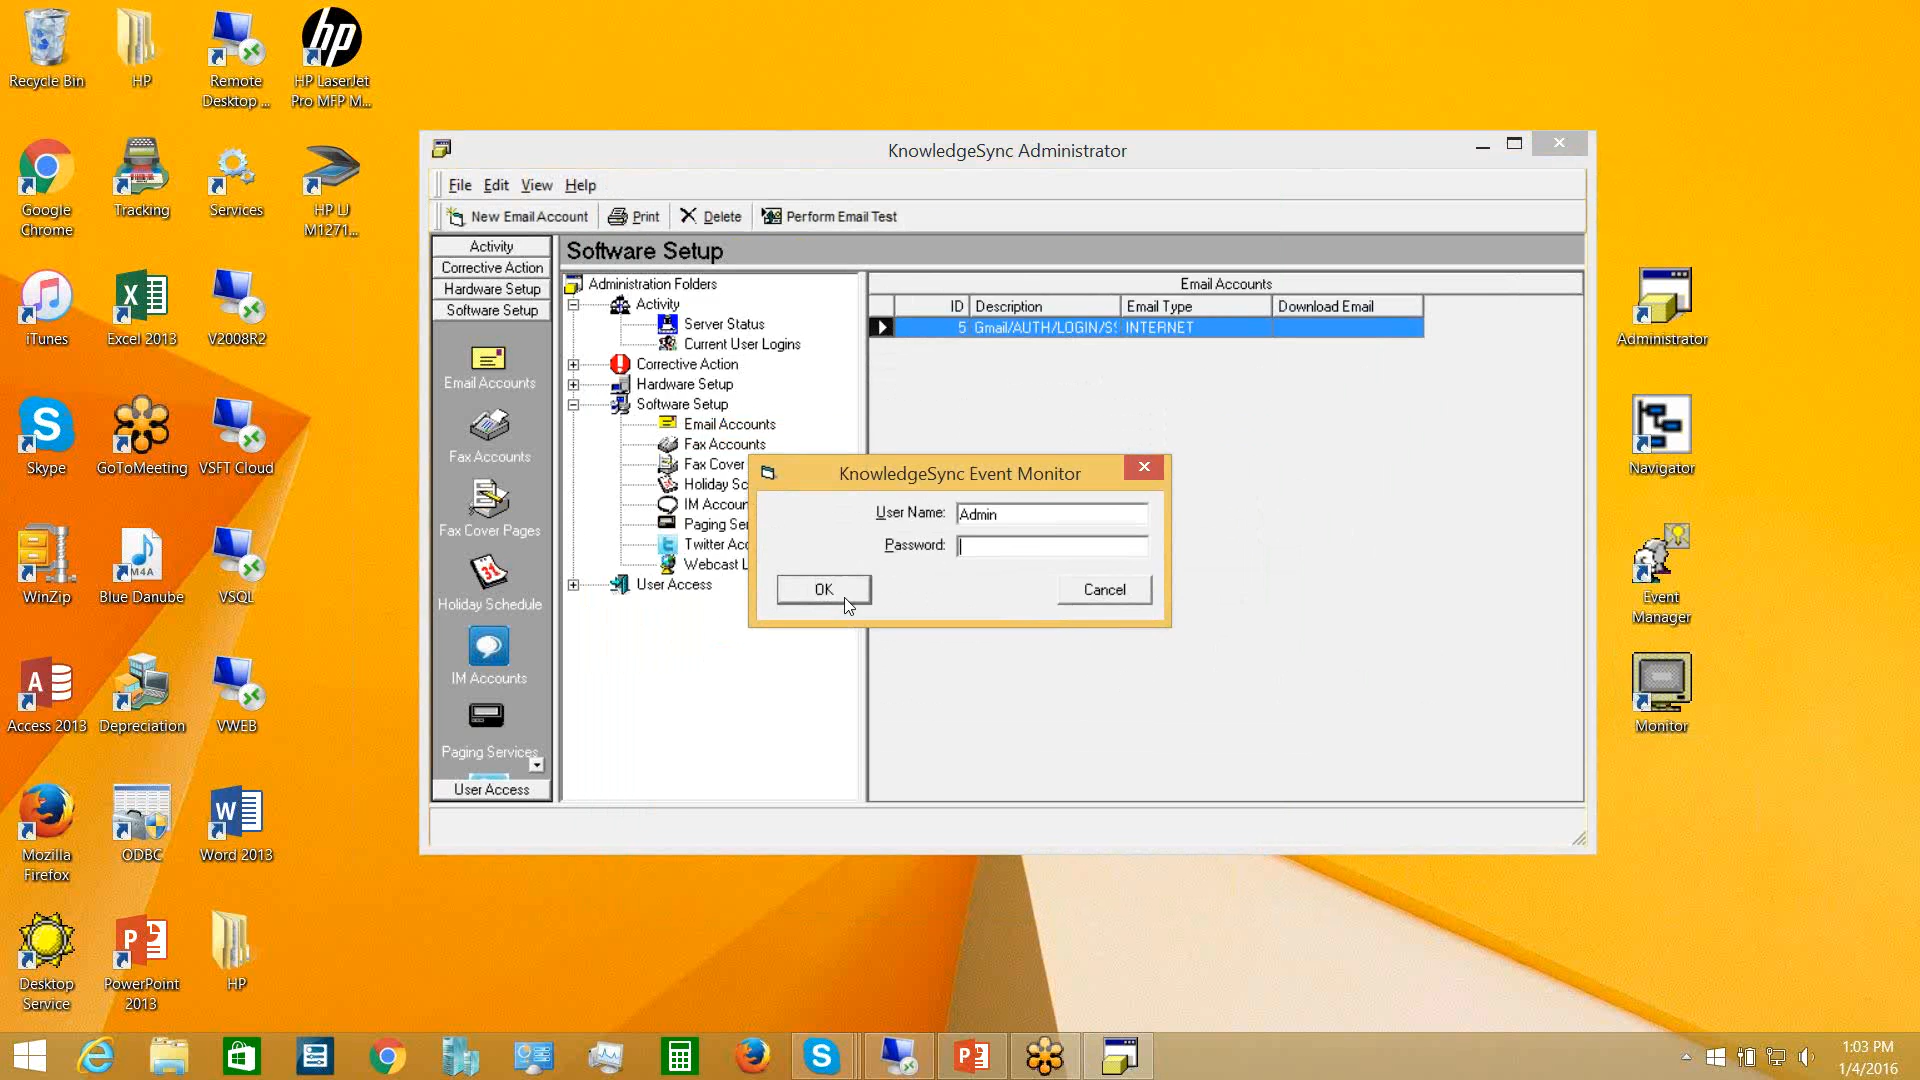 Recycle Bin
HP
Remote
Desktop ...
HP LaserJet
Pro MFP M...
Google
Chrome
Tracking
Services
HP LJ
M1271...
iTunes
Excel 2013
V2008R2
Skype
GoToMeeting
VSFT Cloud
WinZip
Blue Danube
M4A
VSQL
Access 2013
Depreciation
VWEB
Mozilla
Firefox
ODBC
Word 2013
Desktop
Service
PowerPoint
2013
HP
KnowledgeSync Administrator
File Edit View Help
New Email Account Print Delete Perform Email Test
Activity
Corrective Action
Hardware Setup
Software Setup
Email Accounts
Fax Accounts
Fax Cover Pages
Holiday Schedule
IM Accounts
Paging Services
User Access
Software Setup
Administration Folders
Activity
Server Status
Current User Logins
Corrective Action
Hardware Setup
Software Setup
Email Accounts
Fax Accounts
Fax Cover
Holiday Sc
IM Accoun
Paging Ser
Twitter Acc
Webcast L
User Access
Email Accounts
ID Description Email Type Download Email
5 Gmail/AUTH/LOGIN/SS INTERNET
KnowledgeSync Event Monitor
User Name: Admin
Password:
OK Cancel
Administrator
Navigator
Event
Manager
Monitor
1:03 PM
1/4/2016